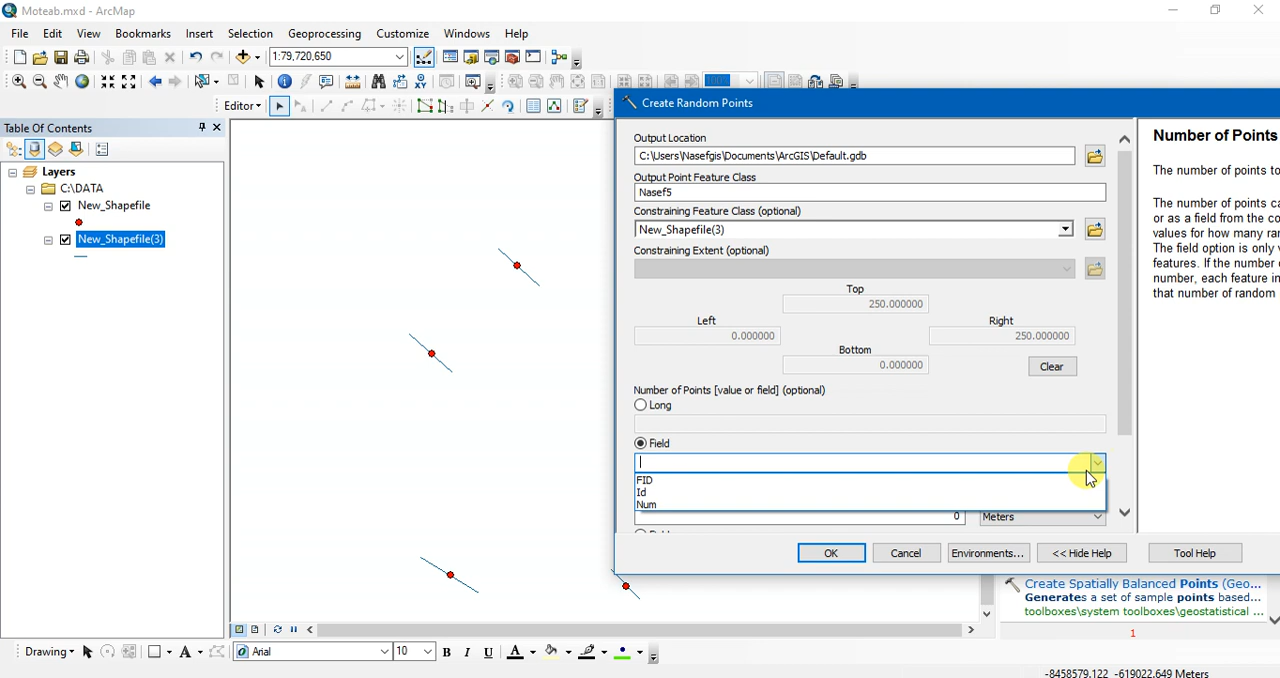 Moteab.mxd - ArcMap
File Edit View Bookmarks Insert Selection Geoprocessing Customize Windows Help
1:79,720,650
Editor
Create Random Points
Table Of Contents
Layers
C:\DATA
New_Shapefile
New_Shapefile(3)
Output Location
C:\Users\Nasefgis\Documents\ArcGIS\Default.gdb
Output Point Feature Class
Nasef5
Constraining Feature Class (optional)
New_Shapefile(3)
Constraining Extent (optional)
Top
250.000000
Left Right
0.000000 250.000000
Bottom
0.000000
Clear
Number of Points [value or field] (optional)
Long
Field
FID
Id
Num
0 Meters
OK Cancel Environments... << Hide Help Tool Help
Number of Points
The number of points
The number of points
or as a field from the
values for how many
The field option is only
features. If the number
number, each feature
that number of random
Create Spatially Balanced Points (Geo...
Generates a set of sample points based...
toolboxes\system toolboxes\geostatistical ...
1
Drawing Arial 10 B I U A
-8458579.122 -619022.649 Meters